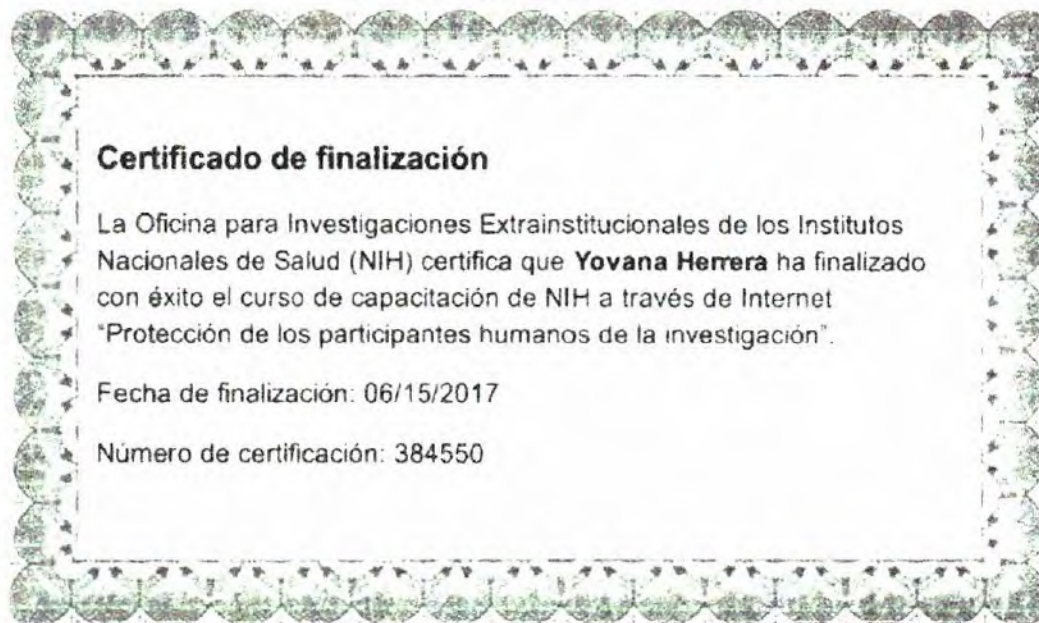 Certificado de finalización
La Oficina para Investigaciones Extrainstitucionales de los Institutos
Nacionales de Salud (NIH) certifica que Yovana Herrera ha finalizado
con éxito el curso de capacitación de NIH a través de Internet
“Protección de los participantes humanos de la investigación”.
Fecha de finalización: 06/15/2017
Número de certificación: 384550